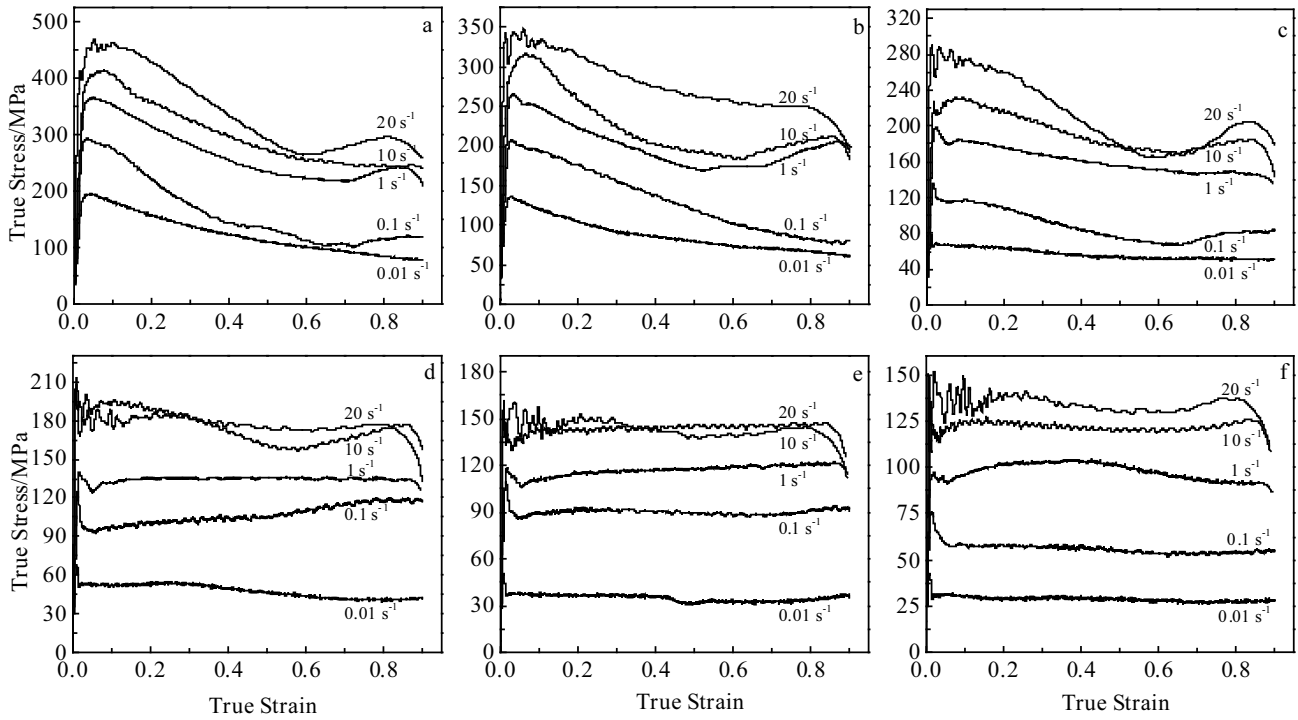 a
True Stress/MPa
500
400
300
200
100
0
20 s-1
10 s-1
1 s-1
0.1 s-1
0.01 s-1
0.0 0.2 0.4 0.6 0.8
b
350
300
250
200
150
100
50
0
20 s-1
10 s-1
1 s-1
0.1 s-1
0.01 s-1
0.0 0.2 0.4 0.6 0.8
c
320
280
240
200
160
120
80
40
0
20 s-1
10 s-1
1 s-1
0.1 s-1
0.01 s-1
0.0 0.2 0.4 0.6 0.8
d
True Stress/MPa
210
180
150
120
90
60
30
0
20 s-1
10 s-1
1 s-1
0.1 s-1
0.01 s-1
0.0 0.2 0.4 0.6 0.8
True Strain
e
180
150
120
90
60
30
0
20 s-1
10 s-1
1 s-1
0.1 s-1
0.01 s-1
0.0 0.2 0.4 0.6 0.8
True Strain
f
150
125
100
75
50
25
0
20 s-1
10 s-1
1 s-1
0.1 s-1
0.01 s-1
0.0 0.2 0.4 0.6 0.8
True Strain